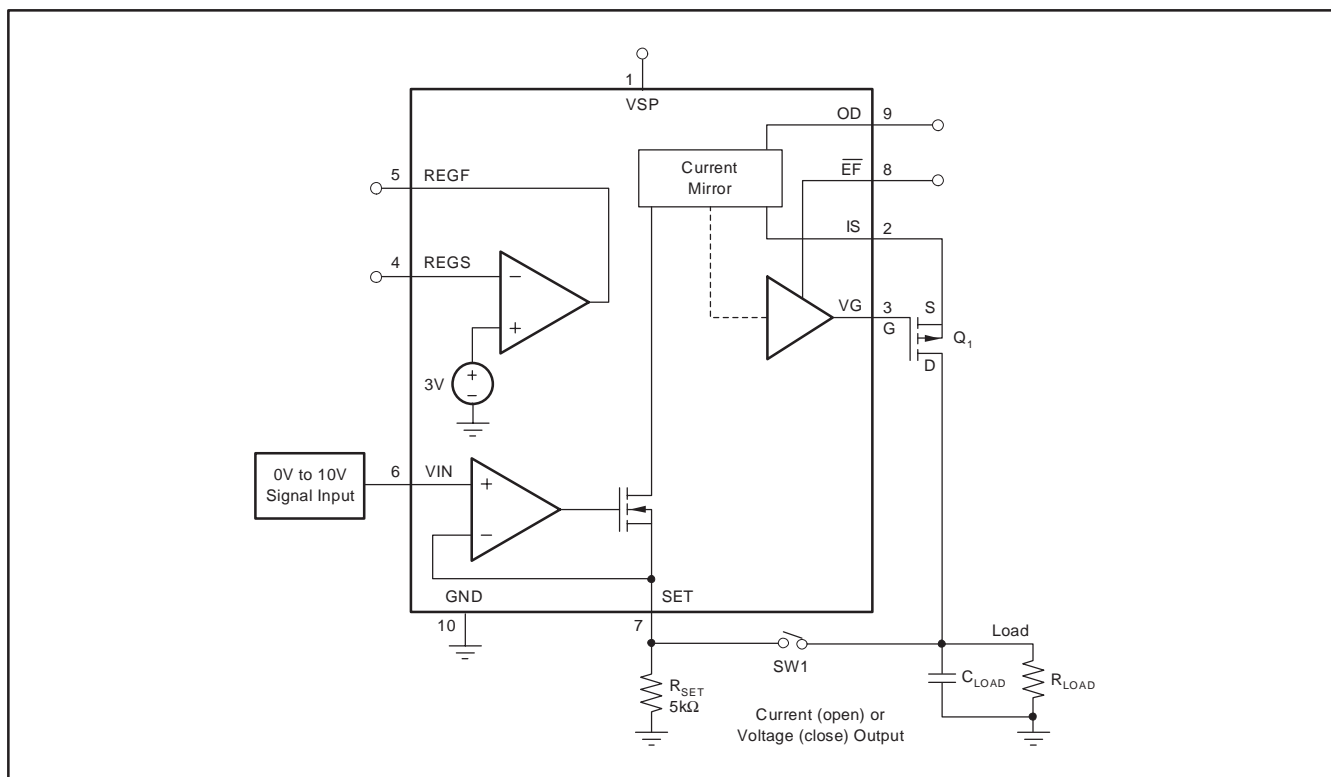 1
VSP
OD 9
Current
Mirror
EF 8
5 REGF
IS 2
4 REGS
−
+
VG 3
G
S
Q1
D
3V
+
−
0V to 10V
Signal Input
6 VIN
+
−
GND
SET
10
7
Load
SW1
RSET
5kΩ
CLOAD
RLOAD
Current (open) or
Voltage (close) Output